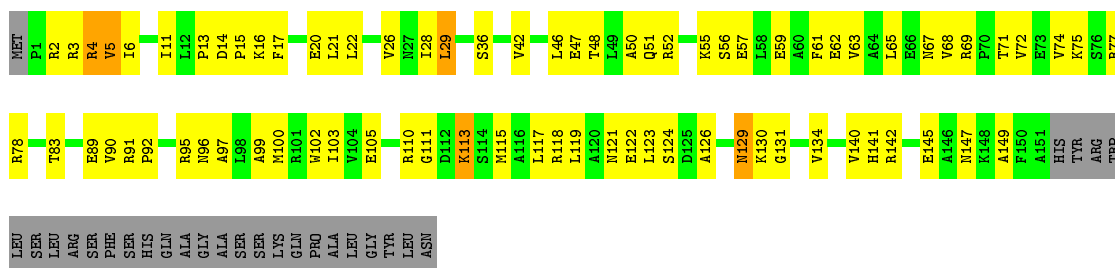 MET P1 R2 R3 R4 V5 I6 I11 L12 P13 D14 P15 K16 F17 E20 L21 L22 V26 N27 I28 L29 S36 V42 L46 E47 T48 L49 A50 Q51 R52 K55 S56 E57 L58 E59 A60 F61 E62 V63 A64 L65 E66 N67 V68 R69 P70 T71 V72 E73 V74 K75 S76 R77
R78 T83 E89 V90 R91 P92 R95 N96 A97 L98 A99 M100 R101 W102 I103 V104 E105 R110 G111 D112 K113 S114 M115 A116 L117 R118 L119 A120 N121 E122 L123 S124 D125 A126 N129 K130 G131 V134 V140 H141 R142 E145 A146 N147 K148 A149 F150 A151 HIS TYR ARG TRP
LEU SER LEU ARG SER PHE SER HIS GLN ALA GLY ALA SER SER LYS GLN PRO ALA LEU GLY TYR LEU ASN